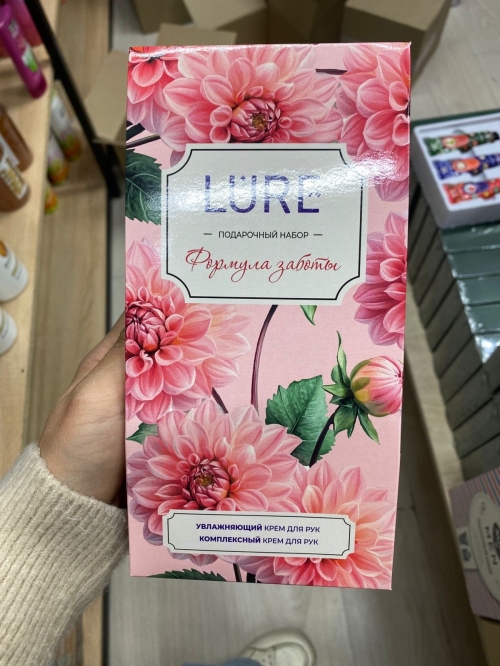 LURE
ПОДАРОЧНЫЙ НАБОР
Формула заботы
УВЛАЖНЯЮЩИЙ КРЕМ ДЛЯ РУК
КОМПЛЕКСНЫЙ КРЕМ ДЛЯ РУК